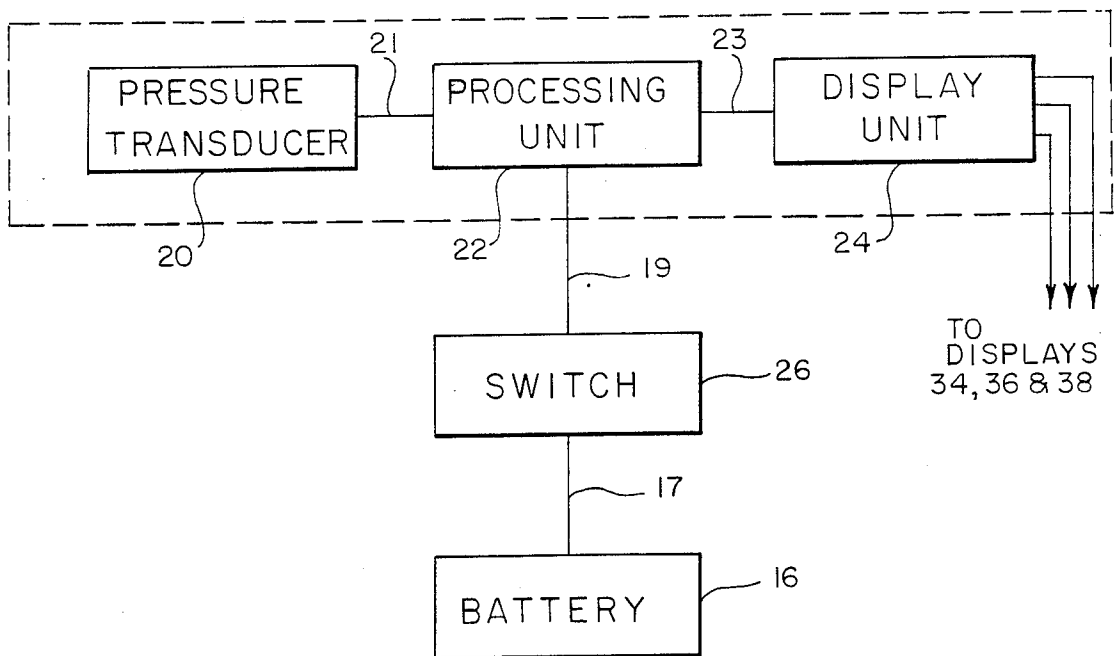 21
23
PRESSURE
TRANSDUCER
PROCESSING
UNIT
DISPLAY
UNIT
20
22
24
19
TO
DISPLAYS
34, 36 & 38
SWITCH
26
17
BATTERY
16